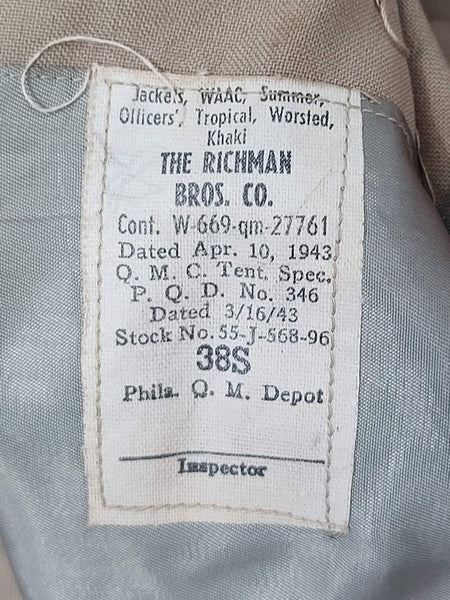 Jackets, WAAC, Summer,
Officers', Tropical, Worsted,
Khaki
THE RICHMAN
BROS. CO.
Cont. W-669-qm-27761
Dated Apr. 10, 1943
Q. M. C. Tent. Spec.
P. Q. D. No. 346
Dated 3/16/43
Stock No. 55-J-568-96
38S
Phila. Q. M. Depot
Inspector